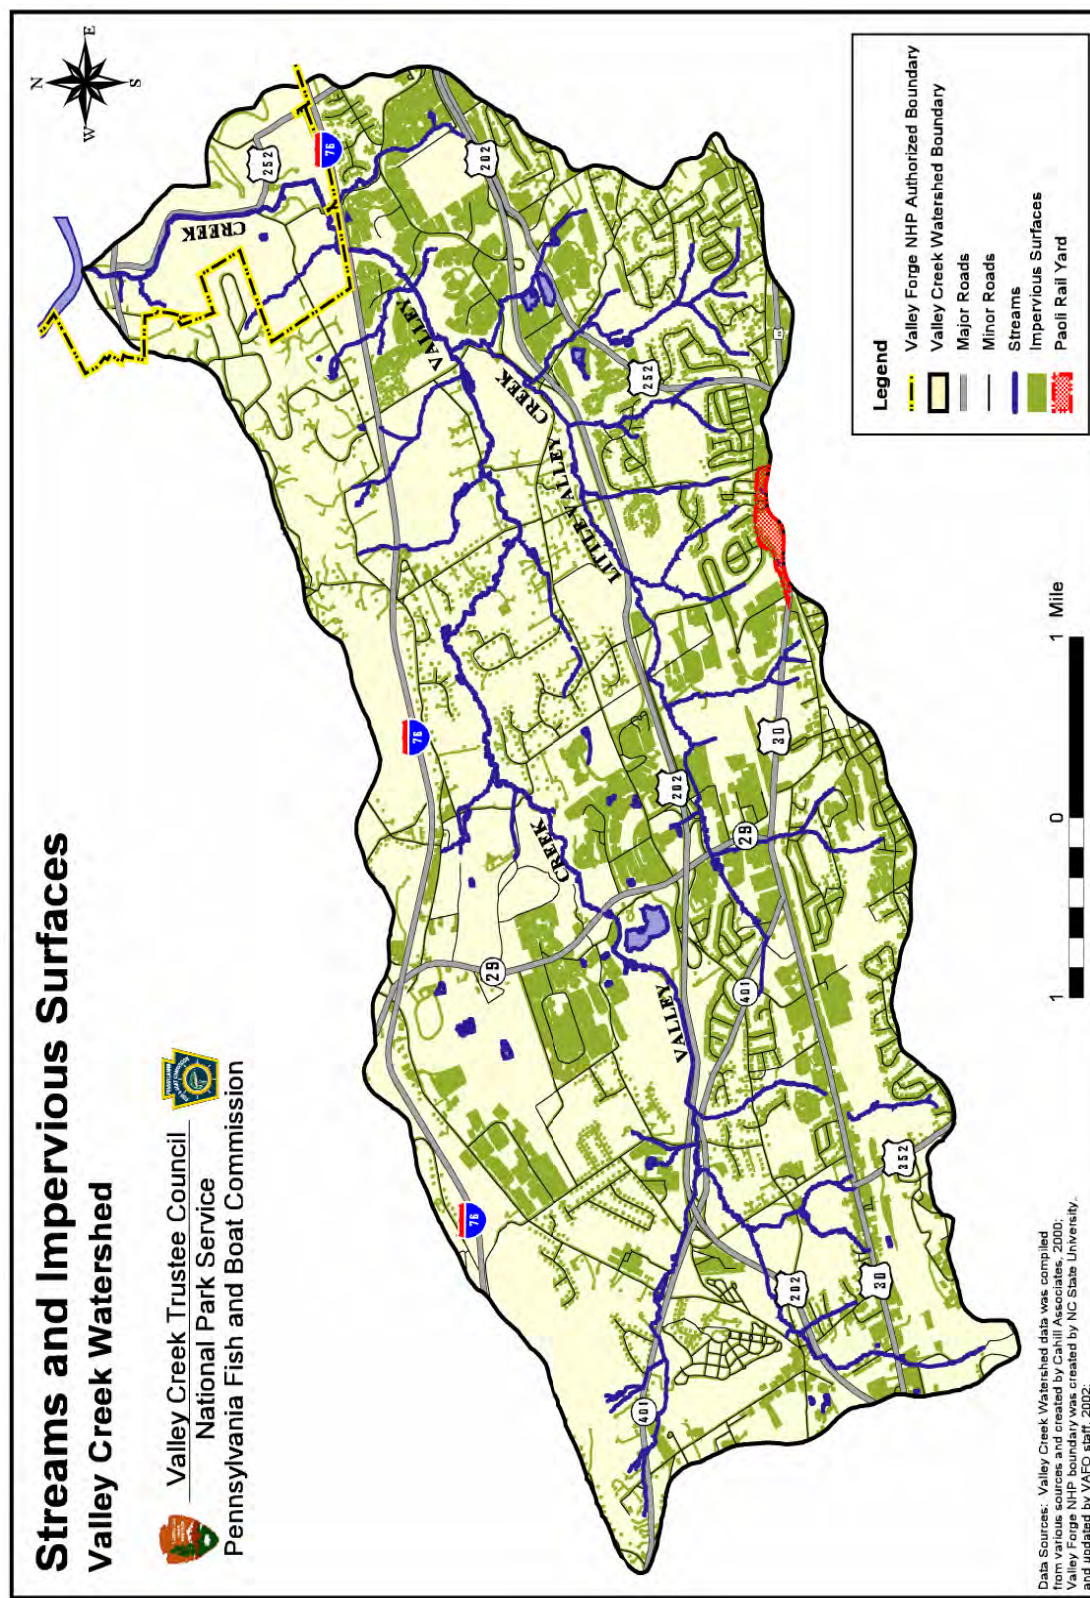 Streams and Impervious Surfaces
Valley Creek Watershed
Valley Creek Trustee Council
National Park Service
Pennsylvania Fish and Boat Commission
N
E
S
W
252
76
CREEK
202
VALLEY
CREEK
252
LITTLE VALLEY
76
202
30
CREEK
29
29
401
VALLEY
76
352
202
30
401
Legend
Valley Forge NHP Authorized Boundary
Valley Creek Watershed Boundary
Major Roads
Minor Roads
Streams
Impervious Surfaces
Paoli Rail Yard
1 0 1 Mile
Data Sources: Valley Creek Watershed data was compiled
from various sources and created by Cahill Associates, 2000;
Valley Forge NHP boundary was created by NC State University
and updated by VAFO staff, 2002;